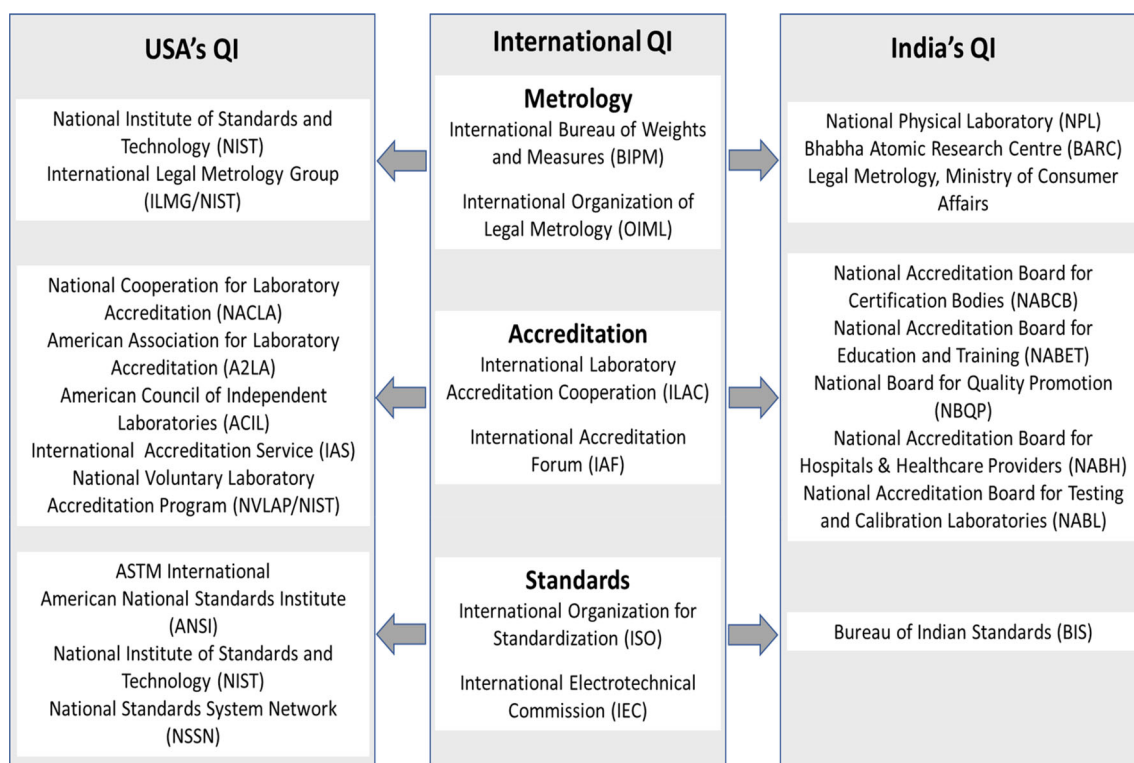 USA's QI
National Institute of Standards and
Technology (NIST)
International Legal Metrology Group
(ILMG/NIST)
National Cooperation for Laboratory
Accreditation (NACLA)
American Association for Laboratory
Accreditation (A2LA)
American Council of Independent
Laboratories (ACIL)
International Accreditation Service (IAS)
National Voluntary Laboratory
Accreditation Program (NVLAP/NIST)
ASTM International
American National Standards Institute
(ANSI)
National Institute of Standards and
Technology (NIST)
National Standards System Network
(NSSN)
International QI
Metrology
International Bureau of Weights
and Measures (BIPM)
International Organization of
Legal Metrology (OIML)
Accreditation
International Laboratory
Accreditation Cooperation (ILAC)
International Accreditation
Forum (IAF)
Standards
International Organization for
Standardization (ISO)
International Electrotechnical
Commission (IEC)
India's QI
National Physical Laboratory (NPL)
Bhabha Atomic Research Centre (BARC)
Legal Metrology, Ministry of Consumer
Affairs
National Accreditation Board for
Certification Bodies (NABCB)
National Accreditation Board for
Education and Training (NABET)
National Board for Quality Promotion
(NBQP)
National Accreditation Board for
Hospitals & Healthcare Providers (NABH)
National Accreditation Board for Testing
and Calibration Laboratories (NABL)
Bureau of Indian Standards (BIS)